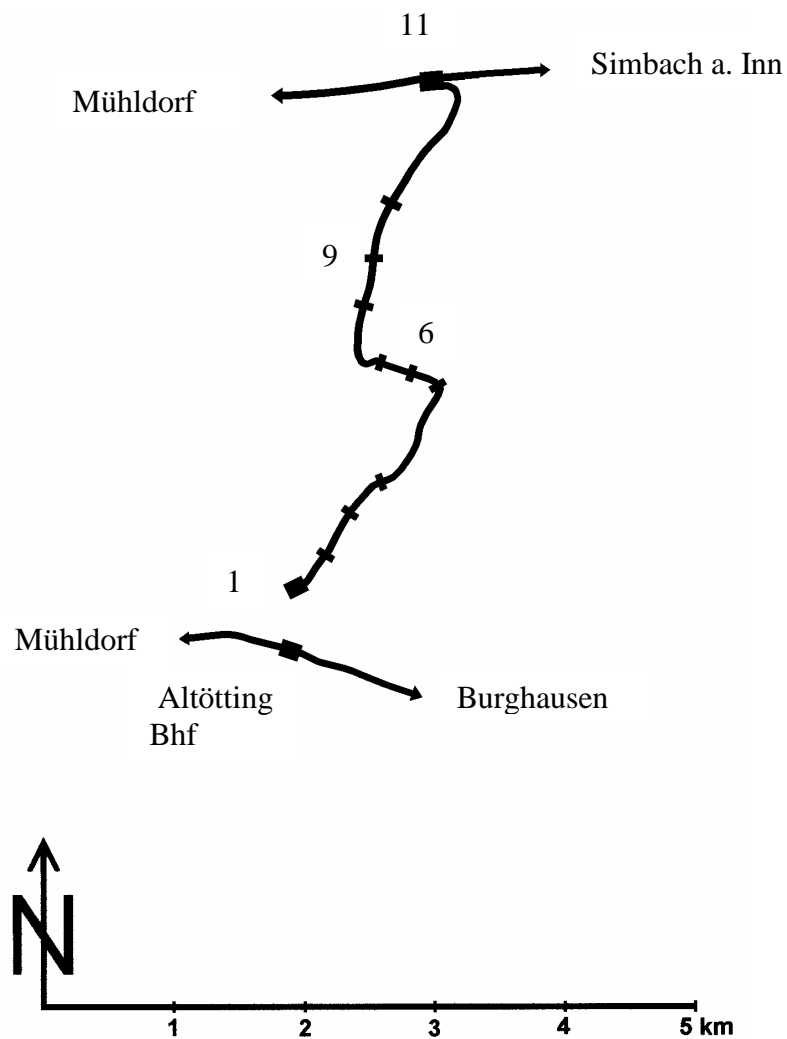 11
Simbach a. Inn
Mühldorf
9
6
1
Mühldorf
Altötting
Bhf
Burghausen
N
1 2 3 4 5 km